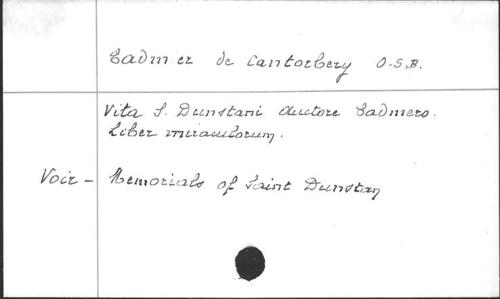 Eadmer de Cantorbery O.S.B.
Vita S. Dunstani auctore Eadmero.
Liber miraculorum.
Voir - Memorials of Saint Dunstan